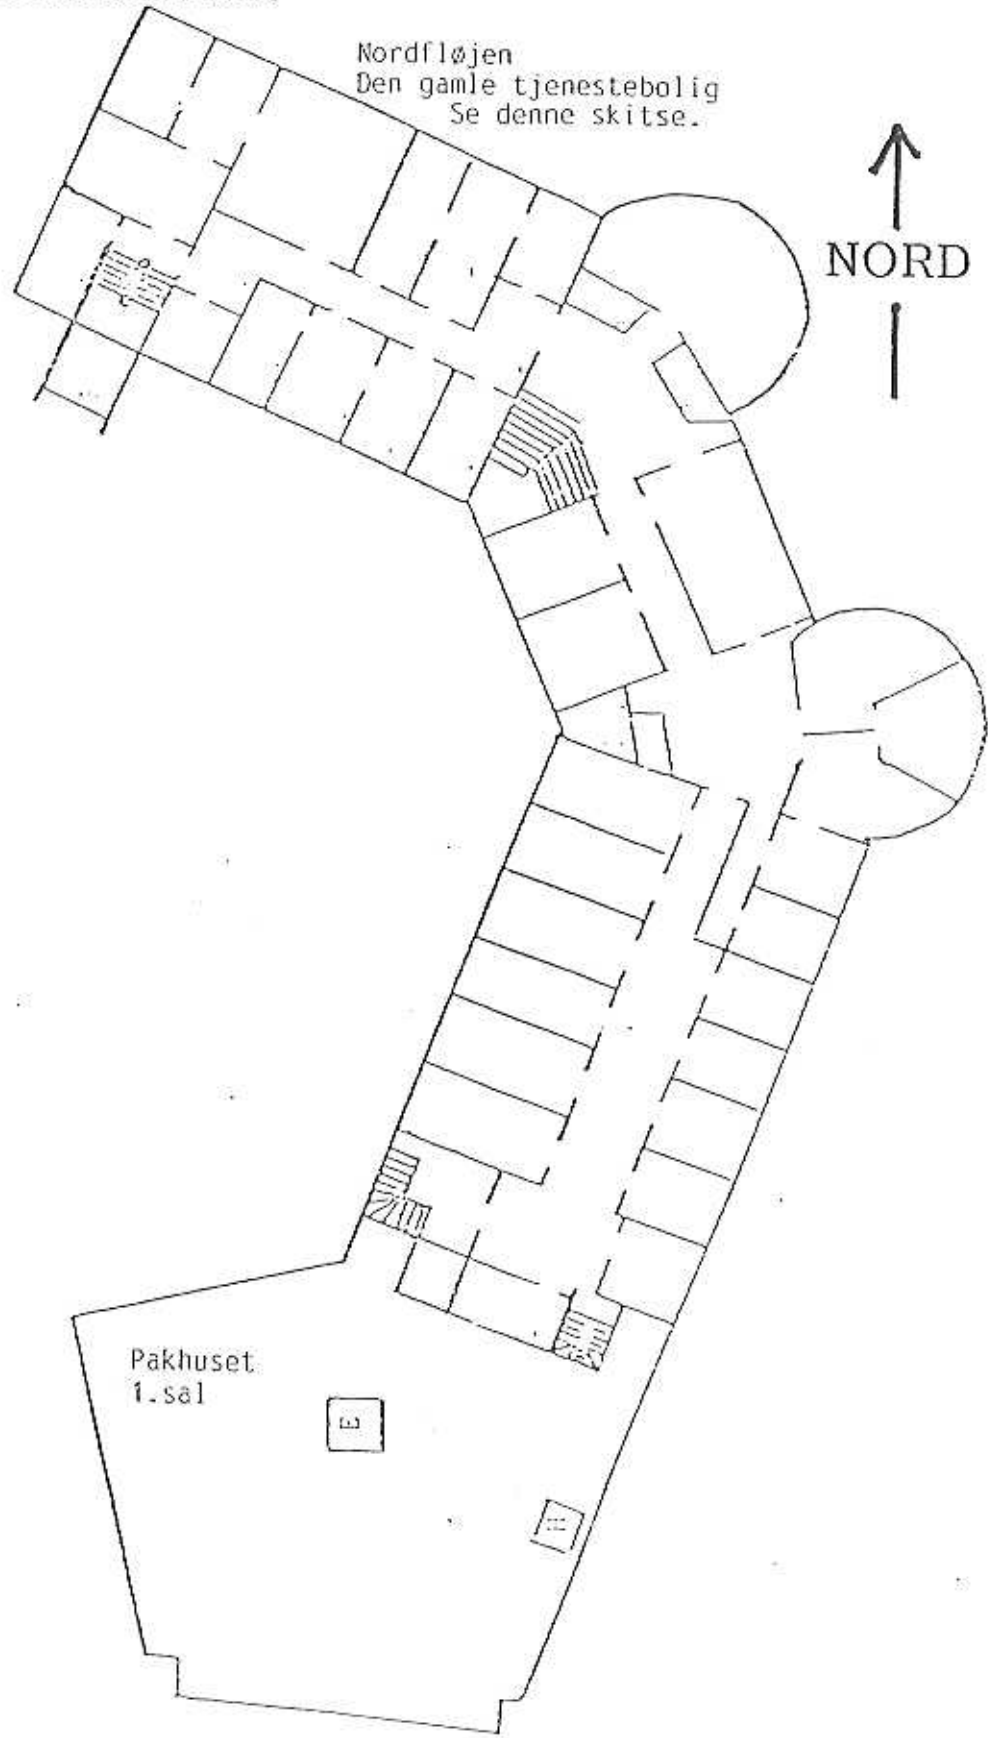 Nordfløjen
Den gamle tjenestebolig
Se denne skitse.
NORD
Pakhuset
1.sal
E